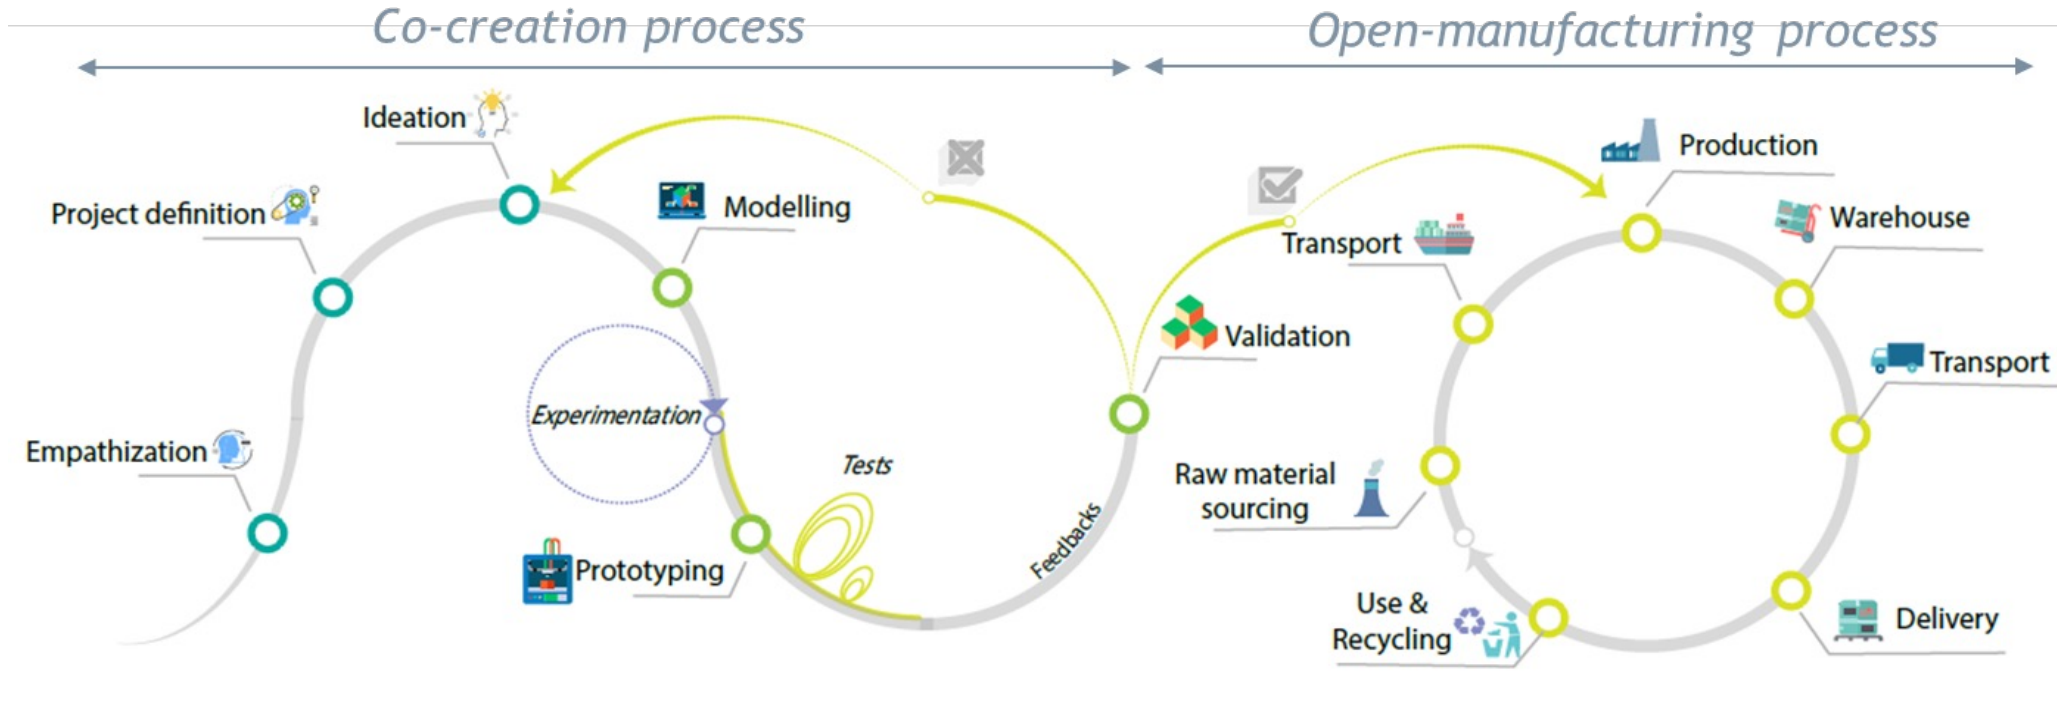 Co-creation process
Open-manufacturing process
Ideation
Project definition
Modelling
Empathization
Experimentation
Prototyping
Tests
Feedbacks
Validation
Production
Warehouse
Transport
Transport
Raw material
sourcing
Use &
Recycling
Delivery